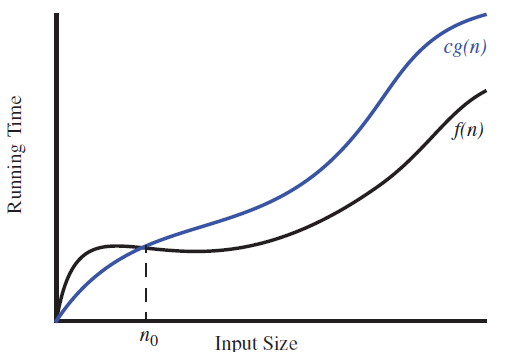 cg(n)
f(n)
Running Time
n0
Input Size